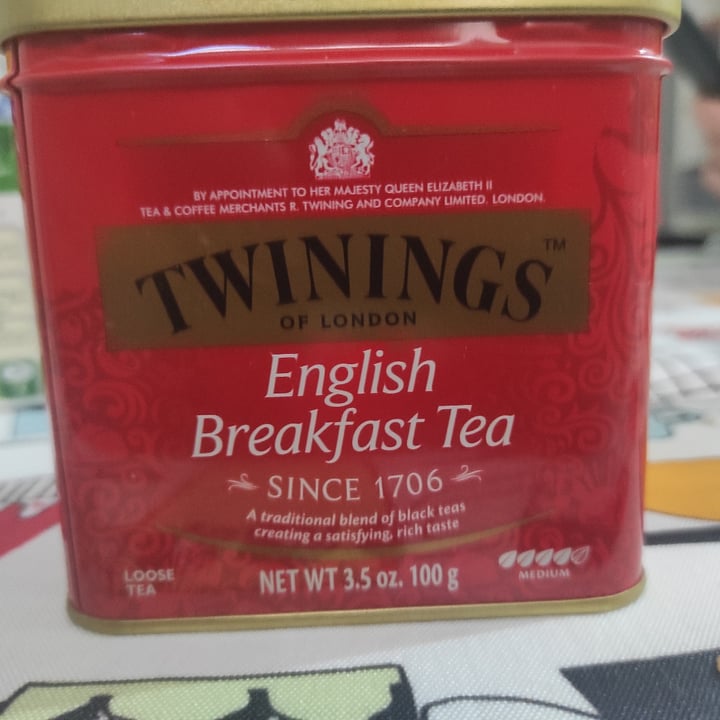 BY APPOINTMENT TO HER MAJESTY QUEEN ELIZABETH II
TEA & COFFEE MERCHANTS R. TWINING AND COMPANY LIMITED. LONDON.
TWININGS™
OF LONDON
English
Breakfast Tea
SINCE 1706
A traditional blend of black teas
creating a satisfying, rich taste
LOOSE
TEA
NET WT 3.5 oz. 100 g
MEDIUM